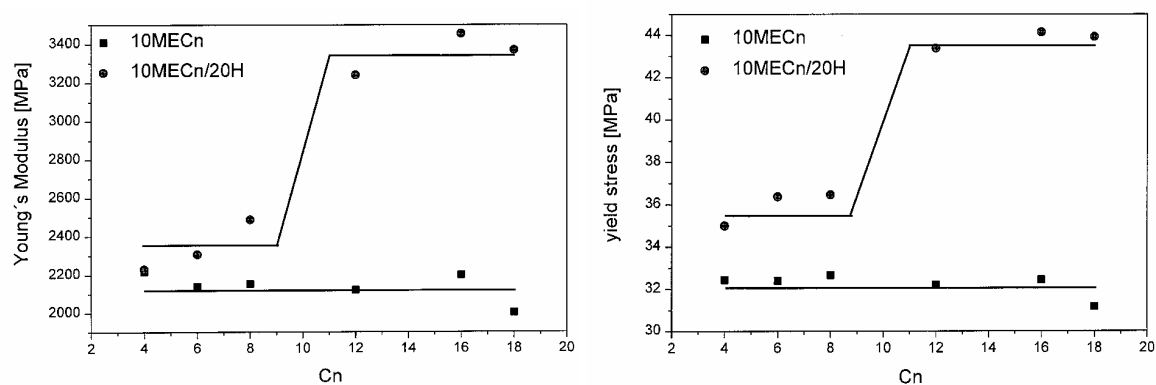 Young´s Modulus [MPa]
3400
3200
3000
2800
2600
2400
2200
2000
10MECn
10MECn/20H
2 4 6 8 10 12 14 16 18 20
Cn
yield stress [MPa]
44
42
40
38
36
34
32
30
10MECn
10MECn/20H
2 4 6 8 10 12 14 16 18 20
Cn